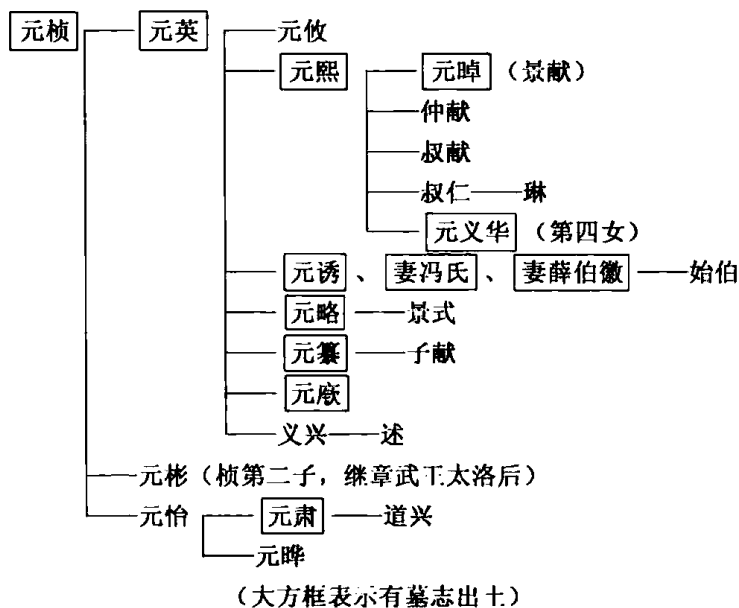 元桢 元英 元攸
元熙 元晫（景献）
仲献
叔献
叔仁 琳
元义华（第四女）
元诱、妻冯氏、妻薛伯徽 始伯
元略 景式
元纂 子献
元廞
义兴 述
元彬（桢第二子，继章武王太洛后）
元怡 元肃 道兴
元晔
（大方框表示有墓志出土）